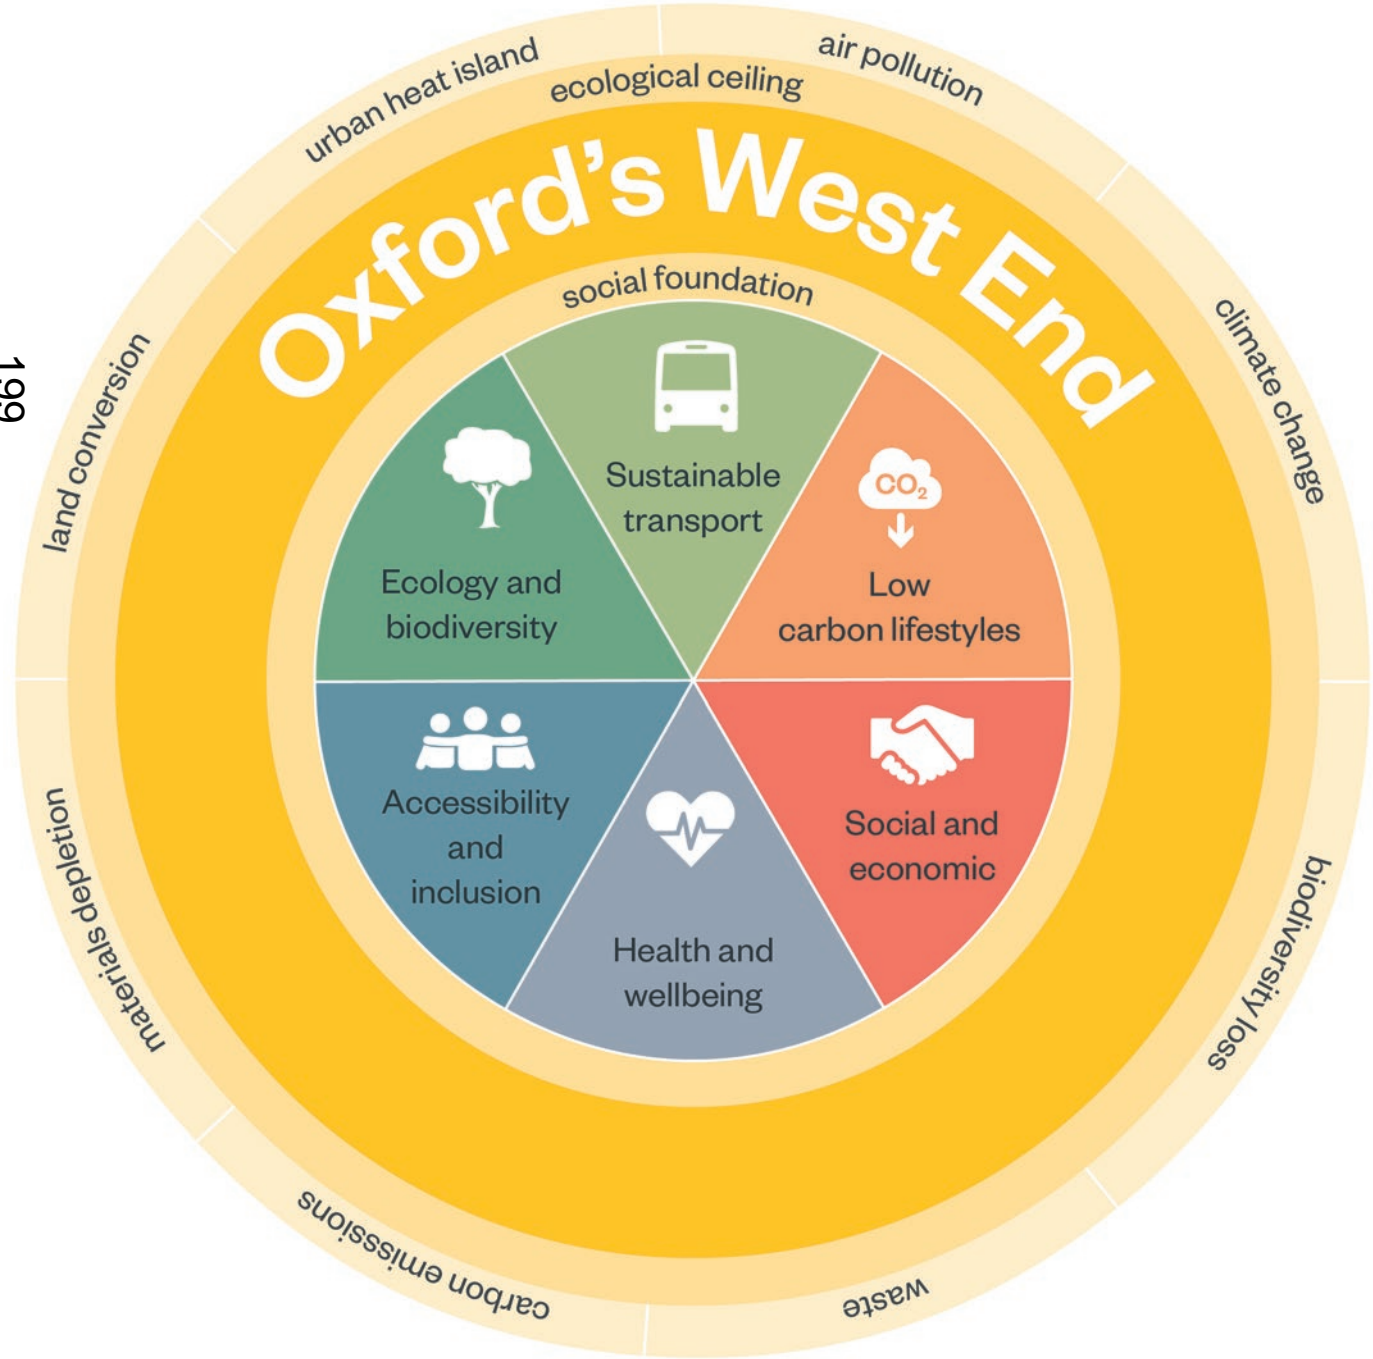 air pollution
climate change
biodiversity loss
waste
carbon emisssions
materials depletion
land conversion
urban heat island
ecological ceiling
Oxford’s West End
social foundation
Sustainable
transport
CO₂
Low
carbon lifestyles
Social and
economic
Health and
wellbeing
Accessibility
and
inclusion
Ecology and
biodiversity
199